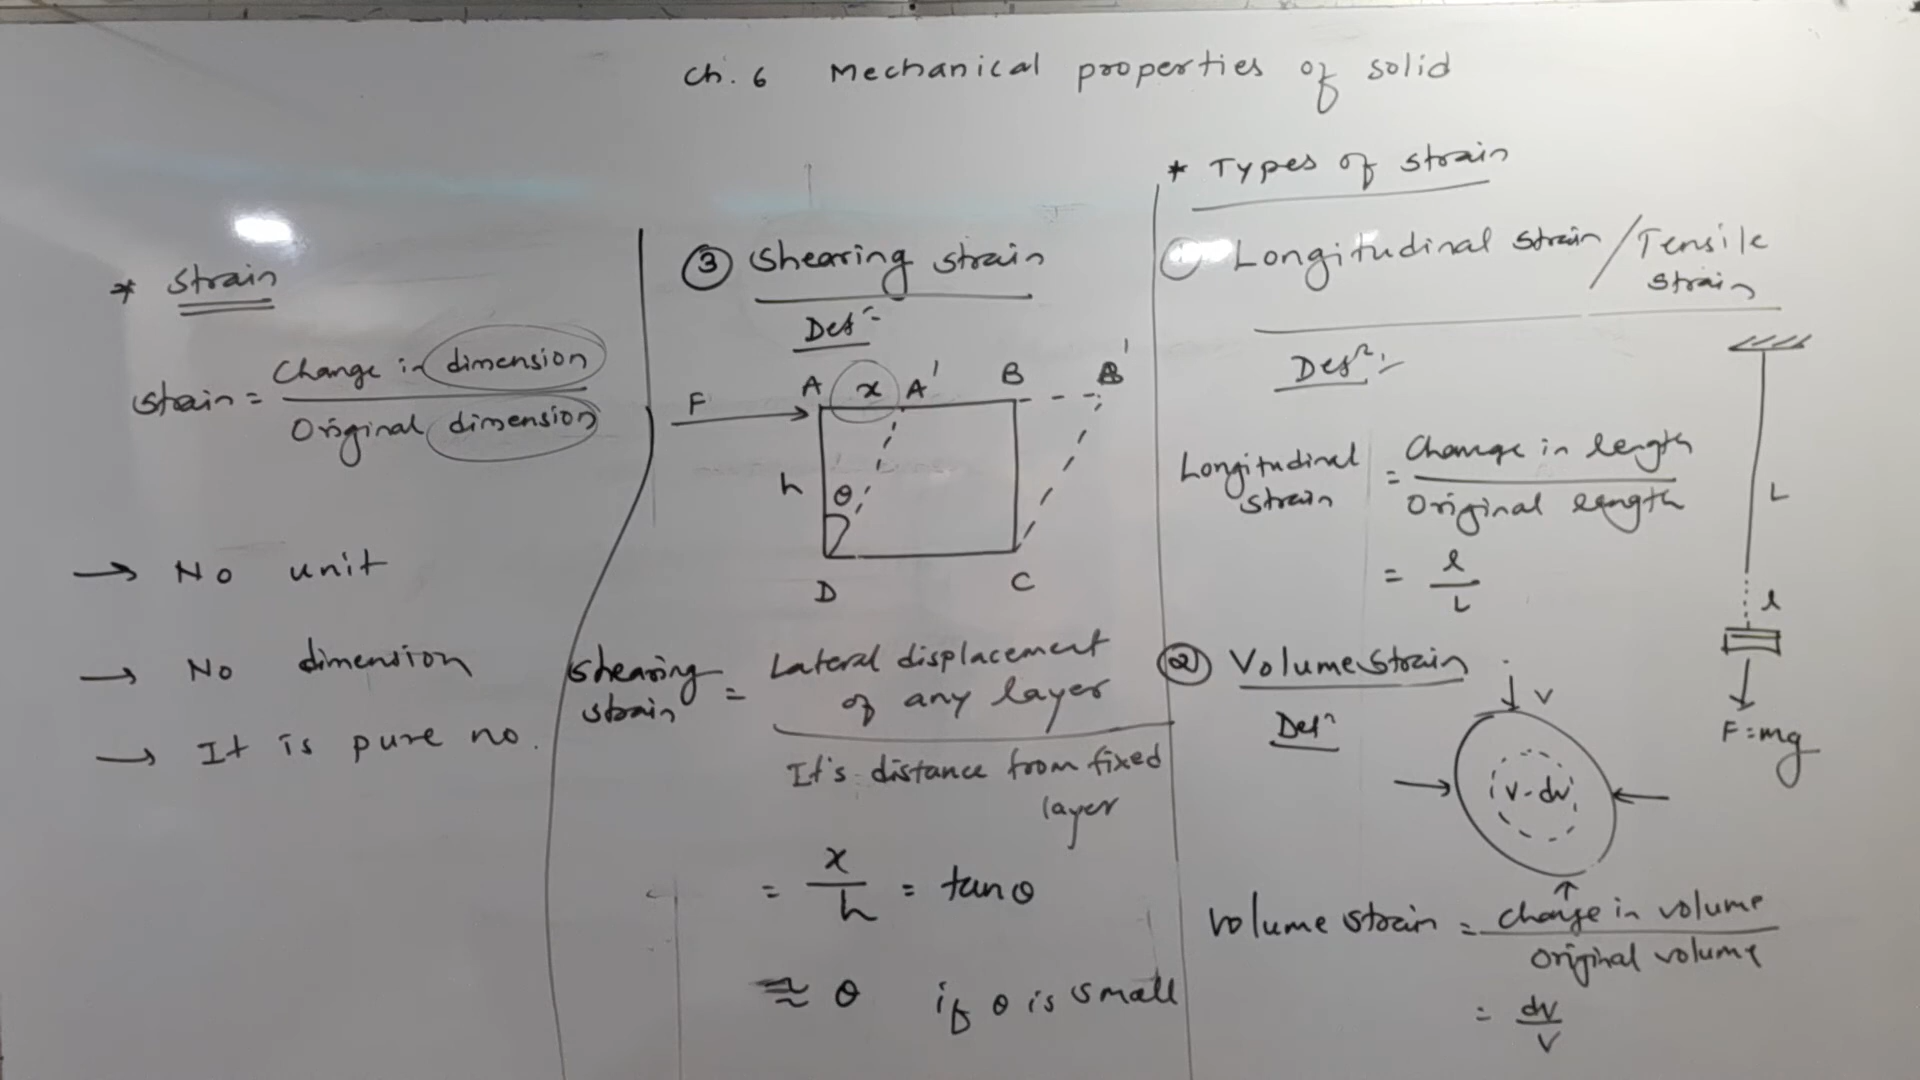 Ch. 6 Mechanical properties of solid
* Strain
Strain = Change in dimension
Original dimension
→ No unit
→ No dimension
→ It is pure no.
③ Shearing strain
Defⁿ
F
A x A' B B'
h θ
D C
Shearing strain = Lateral displacement
of any layer
It's distance from fixed
layer
= x
h
= tan θ
≈ θ if θ is small
* Types of strain
① Longitudinal strain / Tensile
strain
Defⁿ :-
Longitudinal
strain
= Change in length
Original length
= l
L
L
l
F = mg
② Volume Strain
Defⁿ
V
V-dv
Volume strain = change in volume
Original volume
= dv
V